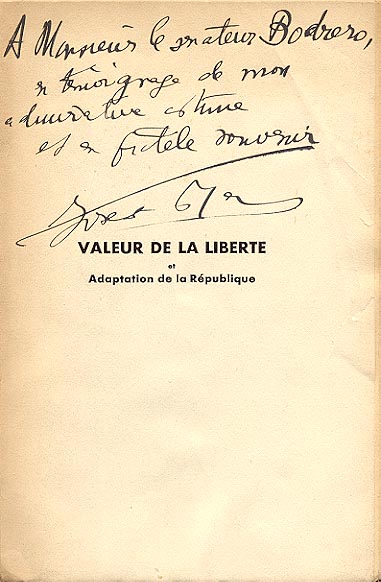 A Monsieur le sénateur Bodrero,
en témoignage de mon
admirative estime
et en fidèle souvenir
VALEUR DE LA LIBERTE
et
Adaptation de la République